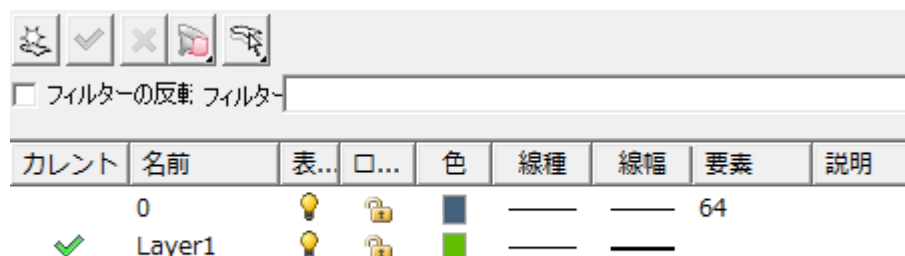 フィルターの反転 フィルター
カレント 名前 表... ロ... 色 線種 線幅 要素 説明
0 64
Layer1